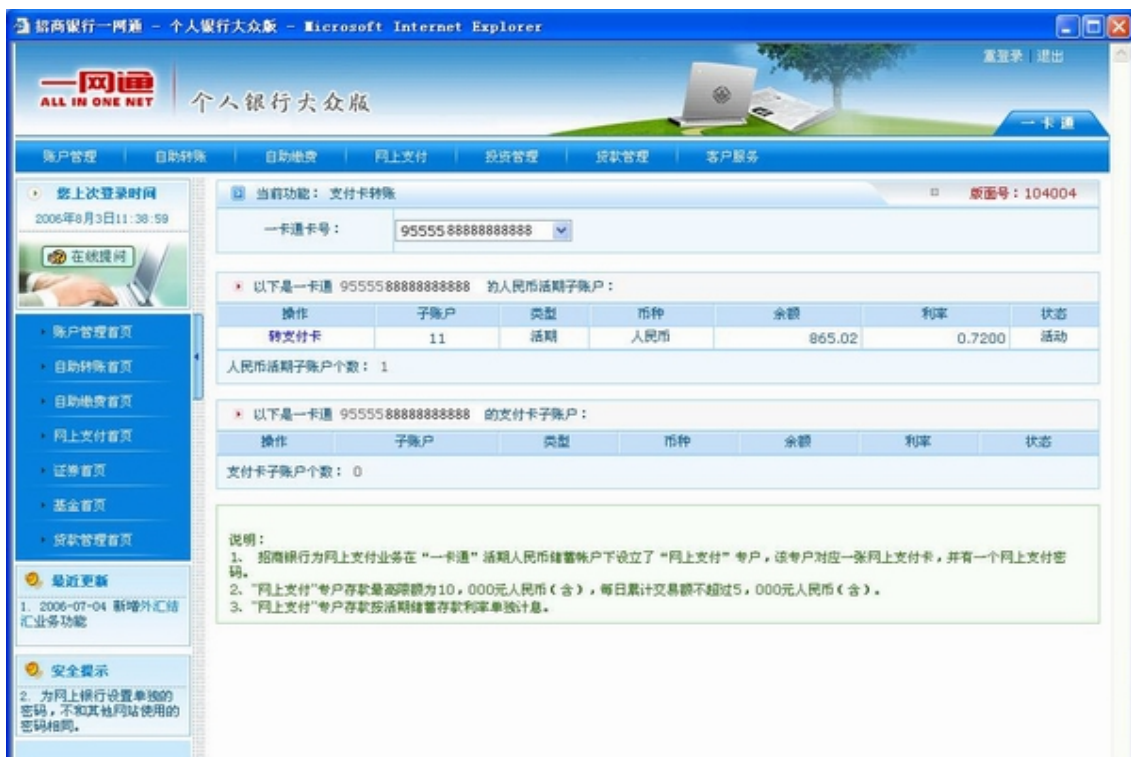 招商银行一网通 - 个人银行大众版 - Microsoft Internet Explorer
重登录 | 退出
一网通
ALL IN ONE NET
个人银行大众版
一卡通
账户管理 | 自助转账 | 自助缴费 | 网上支付 | 投资管理 | 贷款管理 | 客户服务
您上次登录时间
2006年8月3日11:38:59
在线提问
账户管理首页
自助转账首页
自助缴费首页
网上支付首页
证券首页
基金首页
贷款管理首页
最近更新
1. 2006-07-04 新增外汇结
汇业务功能
安全提示
2. 为网上银行设置单独的
密码，不和其他网站使用的
密码相同。
当前功能：支付卡转账
版面号：104004
一卡通卡号： 9555588888888888
以下是一卡通 9555588888888888 的人民币活期子账户：
操作 子账户 类型 币种 余额 利率 状态
转支付卡 11 活期 人民币 865.02 0.7200 活动
人民币活期子账户个数：1
以下是一卡通 9555588888888888 的支付卡子账户：
操作 子账户 类型 币种 余额 利率 状态
支付卡子账户个数：0
说明：
1、 招商银行为网上支付业务在“一卡通”活期人民币储蓄帐户下设立了“网上支付”专户，该专户对应一张网上支付卡，并有一个网上支付密
码。
2、"网上支付"专户存款最高限额为10，000元人民币（含），每日累计交易额不超过5，000元人民币（含）。
3、"网上支付"专户存款按活期储蓄存款利率单独计息。